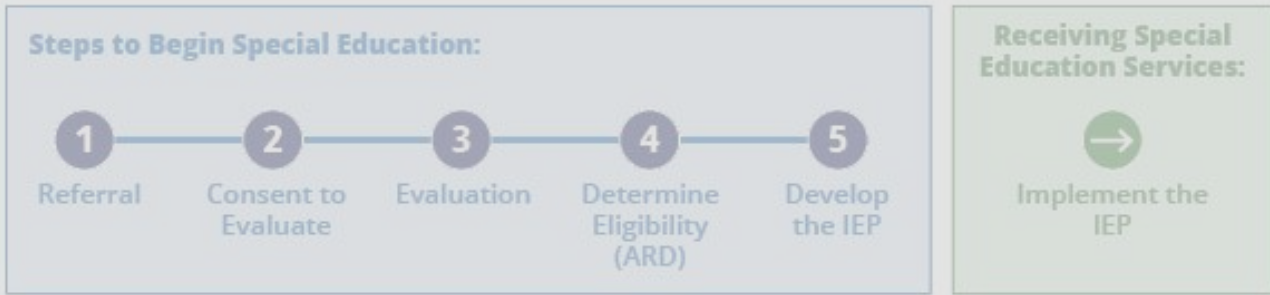 Steps to Begin Special Education:
1
2
3
4
5
Referral
Consent to
Evaluate
Evaluation
Determine
Eligibility
(ARD)
Develop
the IEP
Receiving Special
Education Services:
→
Implement the
IEP